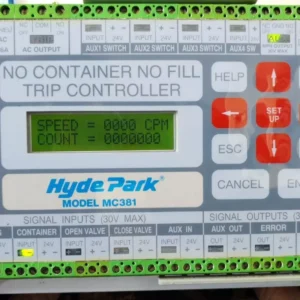 AC OUTPUT
AUX1 SWITCH AUX2 SWITCH AUX3 SWITCH AUX4 SW
NO CONTAINER NO FILL
TRIP CONTROLLER
HELP
SPEED = 0000 CPM
COUNT = 0000000
SET
UP
ESC
Hyde Park®
MODEL MC381
CANCEL
SIGNAL INPUTS (30V MAX)
SIGNAL OUTPUTS
CONTAINER OPEN VALVE CLOSE VALVE AUX IN AUX OUT ERROR
INPUT 24V INPUT 24V INPUT 24V INPUT 24V OUT 24V